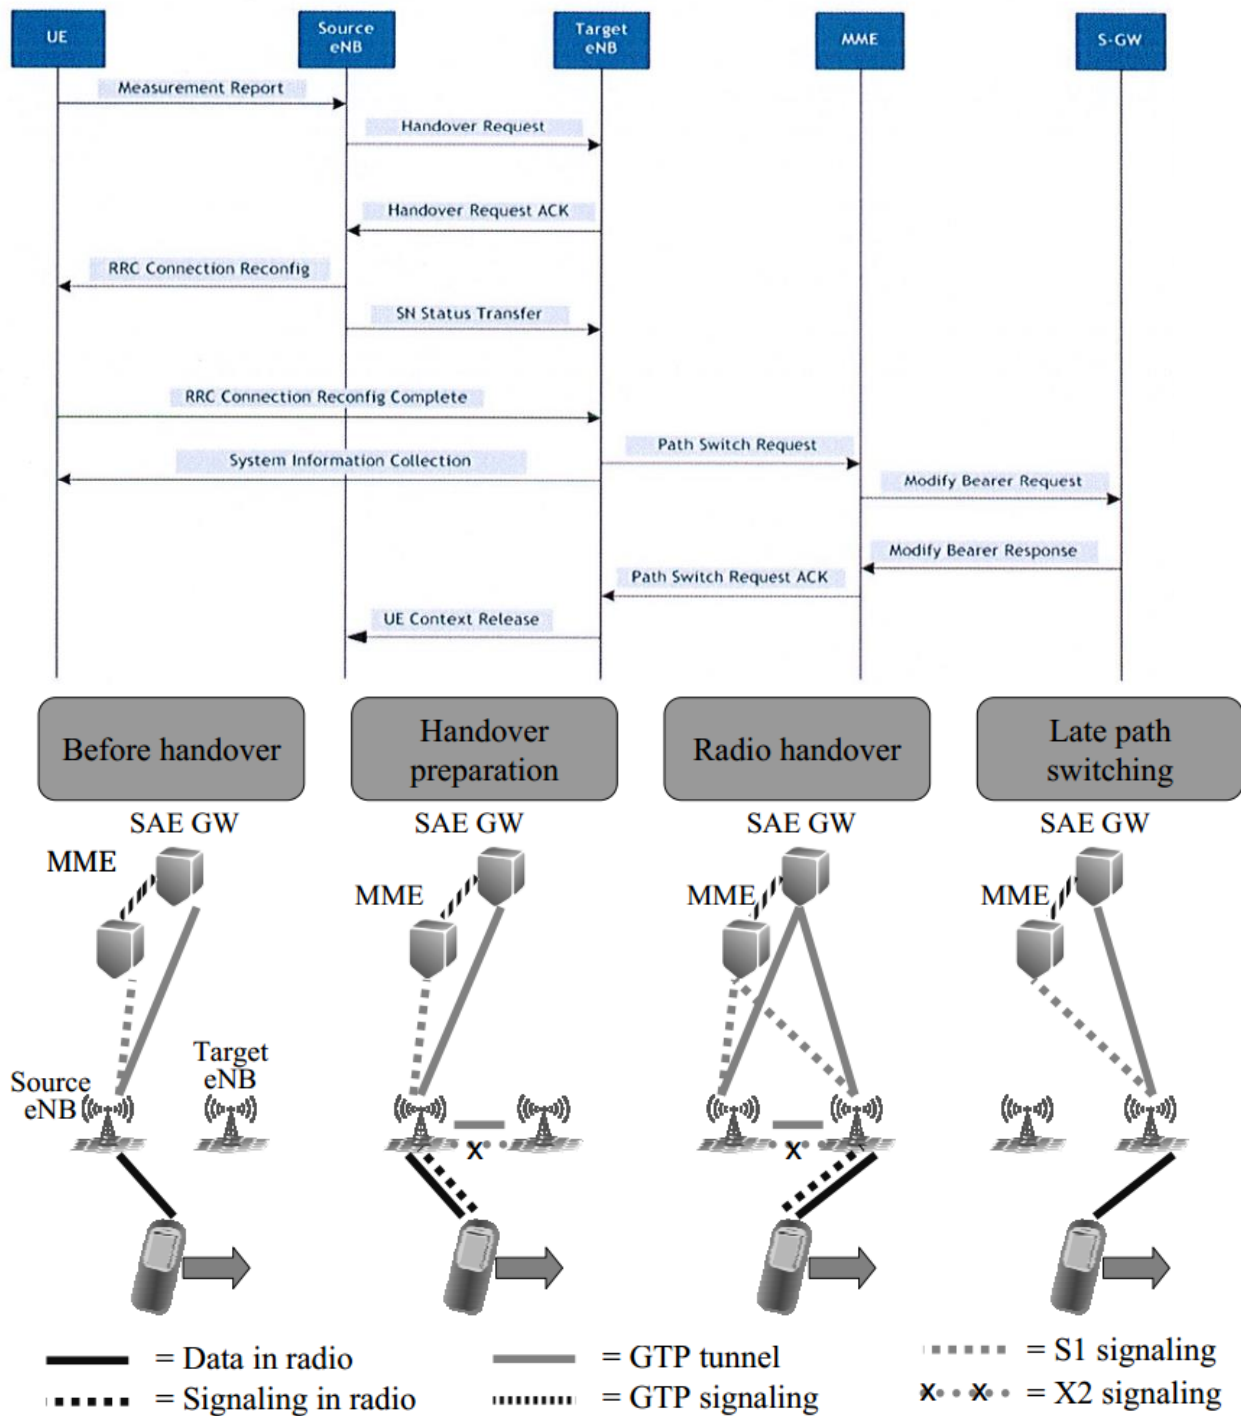 UE
Source
eNB
Target
eNB
MME
S-GW
Measurement Report
Handover Request
Handover Request ACK
RRC Connection Reconfig
SN Status Transfer
RRC Connection Reconfig Complete
Path Switch Request
System Information Collection
Modify Bearer Request
Modify Bearer Response
Path Switch Request ACK
UE Context Release
Before handover
Handover
preparation
Radio handover
Late path
switching
SAE GW
SAE GW
SAE GW
SAE GW
MME
MME
MME
MME
Target
eNB
Source
eNB
X
X
= Data in radio
= GTP tunnel
= S1 signaling
= Signaling in radio
= GTP signaling
X X
= X2 signaling